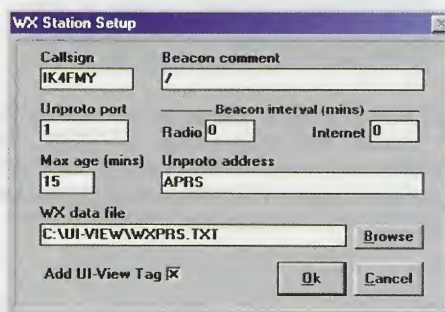 WX Station Setup
Callsign Beacon comment
IK4FMY /
Unproto port Beacon interval (mins)
1 Radio 0 Internet 0
Max age (mins) Unproto address
15 APRS
WX data file
C:\UI-VIEW\WXPRS.TXT Browse
Add UI-View Tag
Ok Cancel